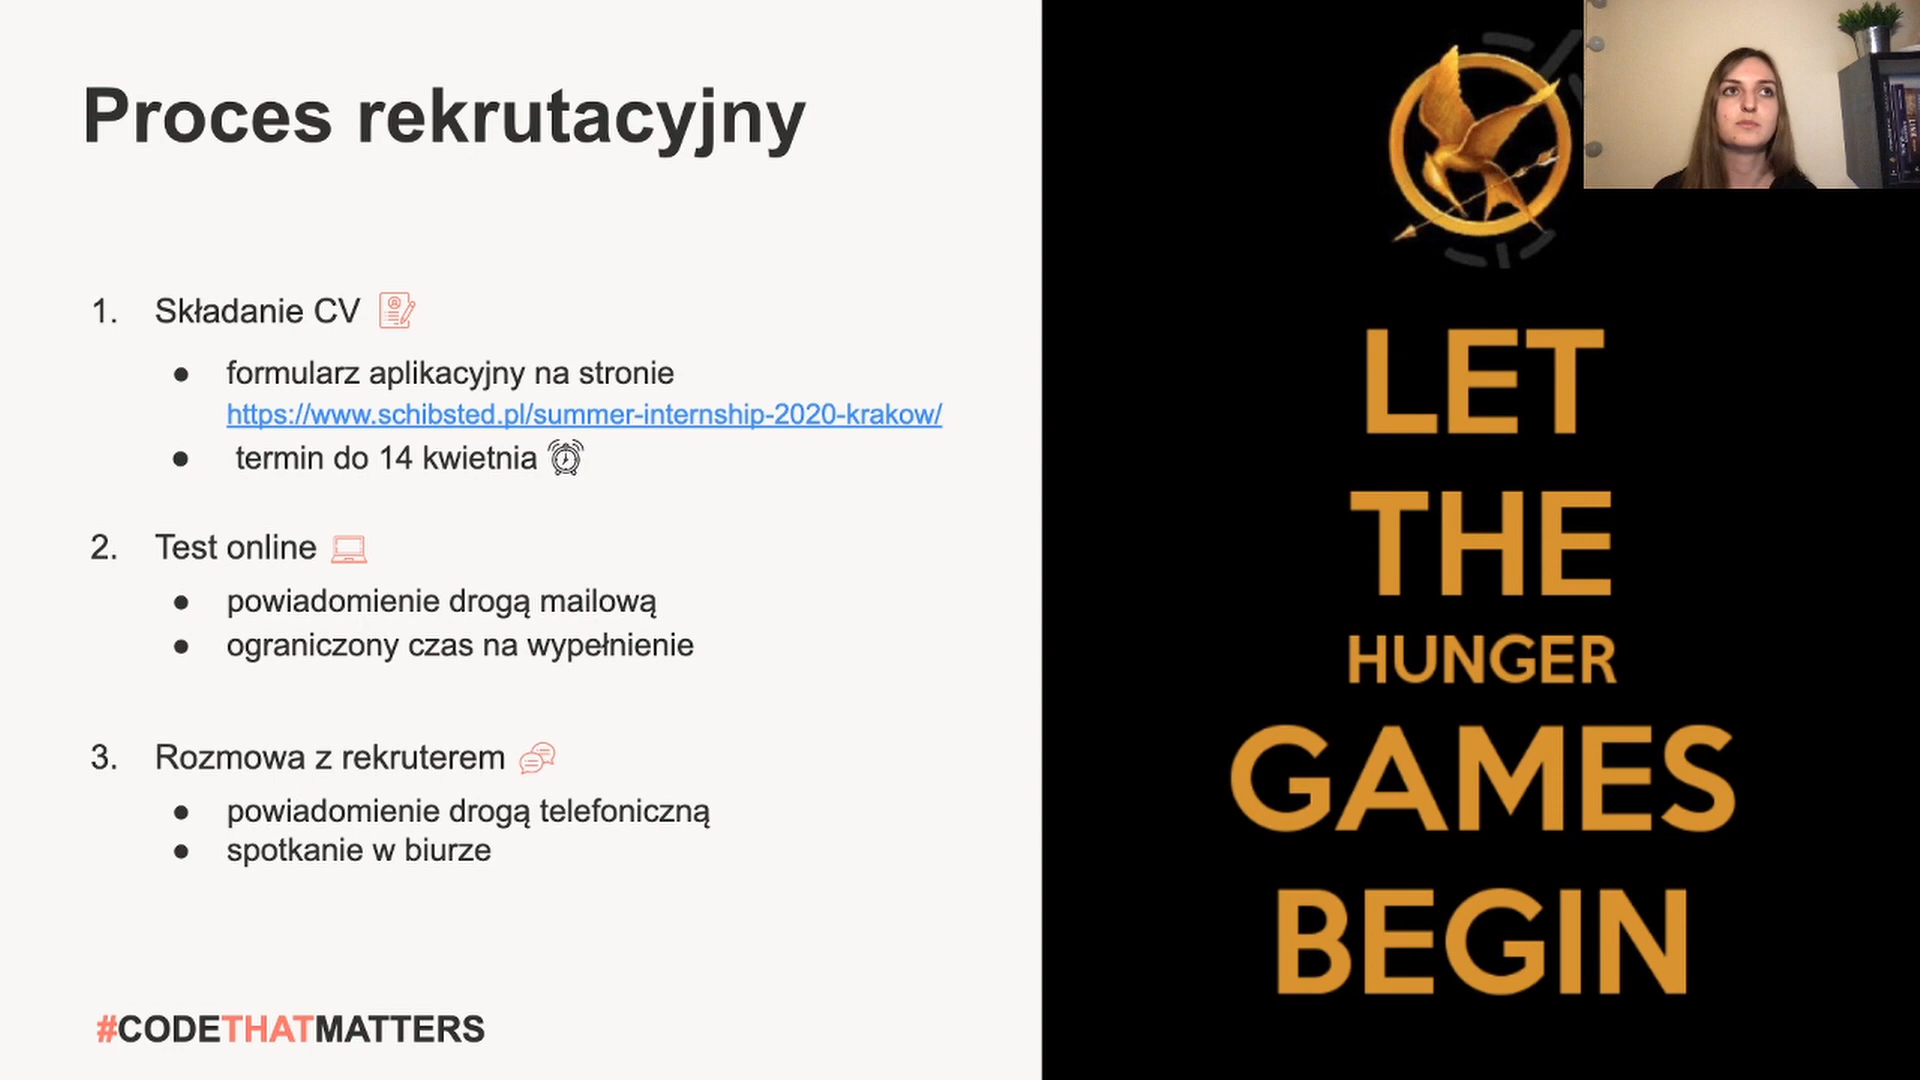 Proces rekrutacyjny
1. Składanie CV
● formularz aplikacyjny na stronie
https://www.schibsted.pl/summer-internship-2020-krakow/
● termin do 14 kwietnia
2. Test online
● powiadomienie drogą mailową
● ograniczony czas na wypełnienie
3. Rozmowa z rekruterem
● powiadomienie drogą telefoniczną
● spotkanie w biurze
#CODETHATMATTERS
LET
THE
HUNGER
GAMES
BEGIN